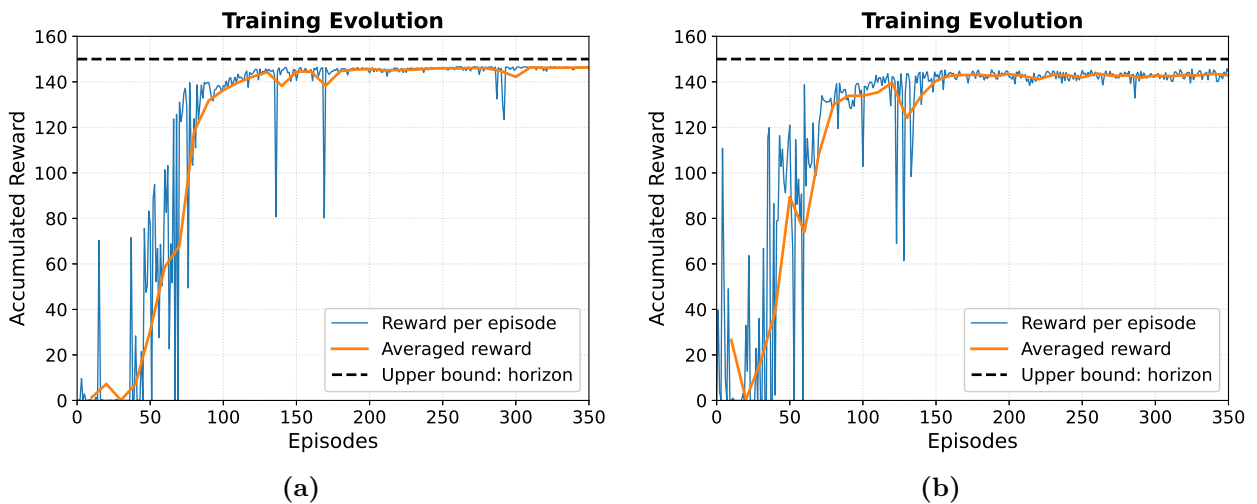 Training Evolution
160
140
120
100
80
60
40
20
0
Accumulated Reward
0 50 100 150 200 250 300 350
Episodes
Reward per episode
Averaged reward
Upper bound: horizon
(a)
Training Evolution
160
140
120
100
80
60
40
20
0
Accumulated Reward
0 50 100 150 200 250 300 350
Episodes
Reward per episode
Averaged reward
Upper bound: horizon
(b)